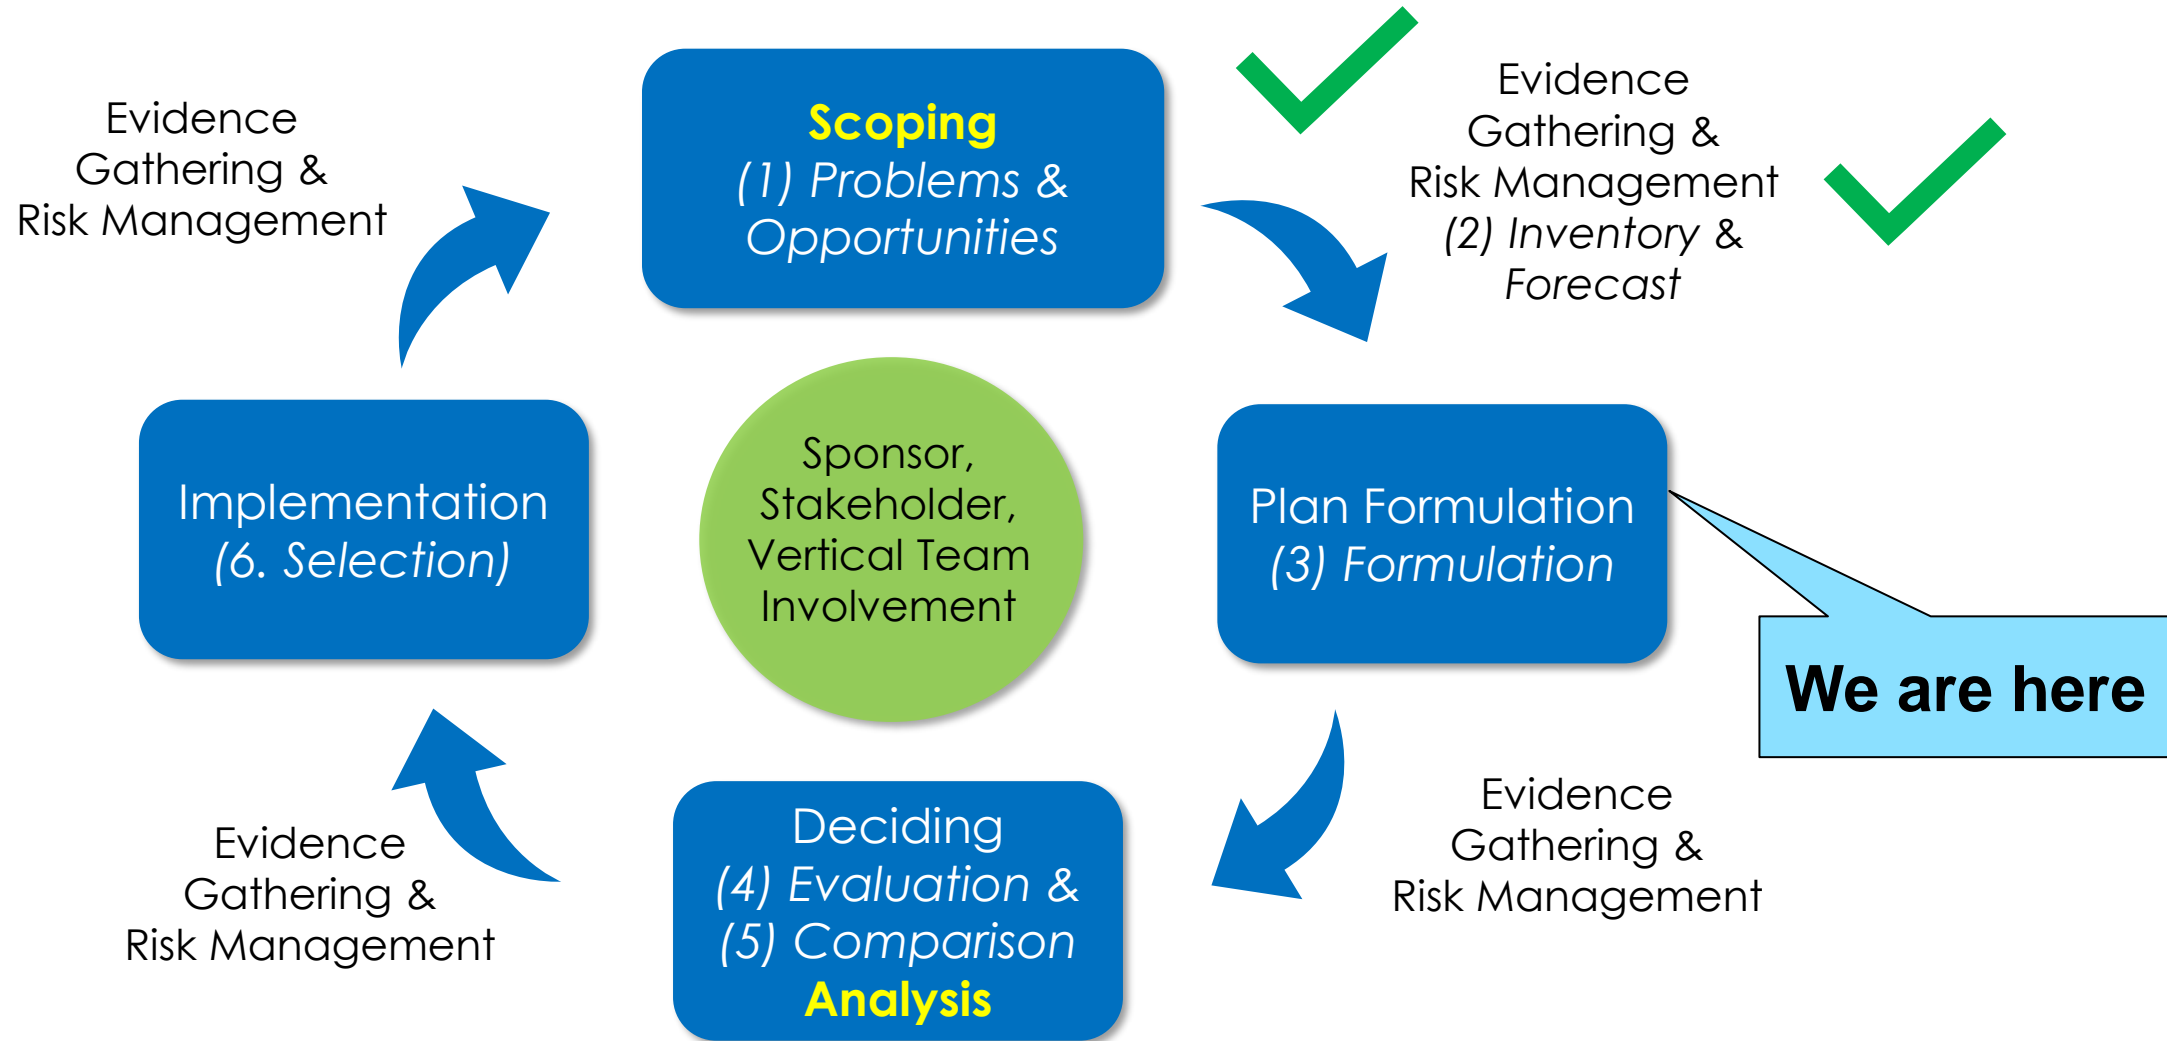 Scoping
(1) Problems &
Opportunities
Evidence
Gathering &
Risk Management
(2) Inventory &
Forecast
Plan Formulation
(3) Formulation
We are here
Evidence
Gathering &
Risk Management
Deciding
(4) Evaluation &
(5) Comparison
Analysis
Evidence
Gathering &
Risk Management
Implementation
(6. Selection)
Evidence
Gathering &
Risk Management
Sponsor,
Stakeholder,
Vertical Team
Involvement